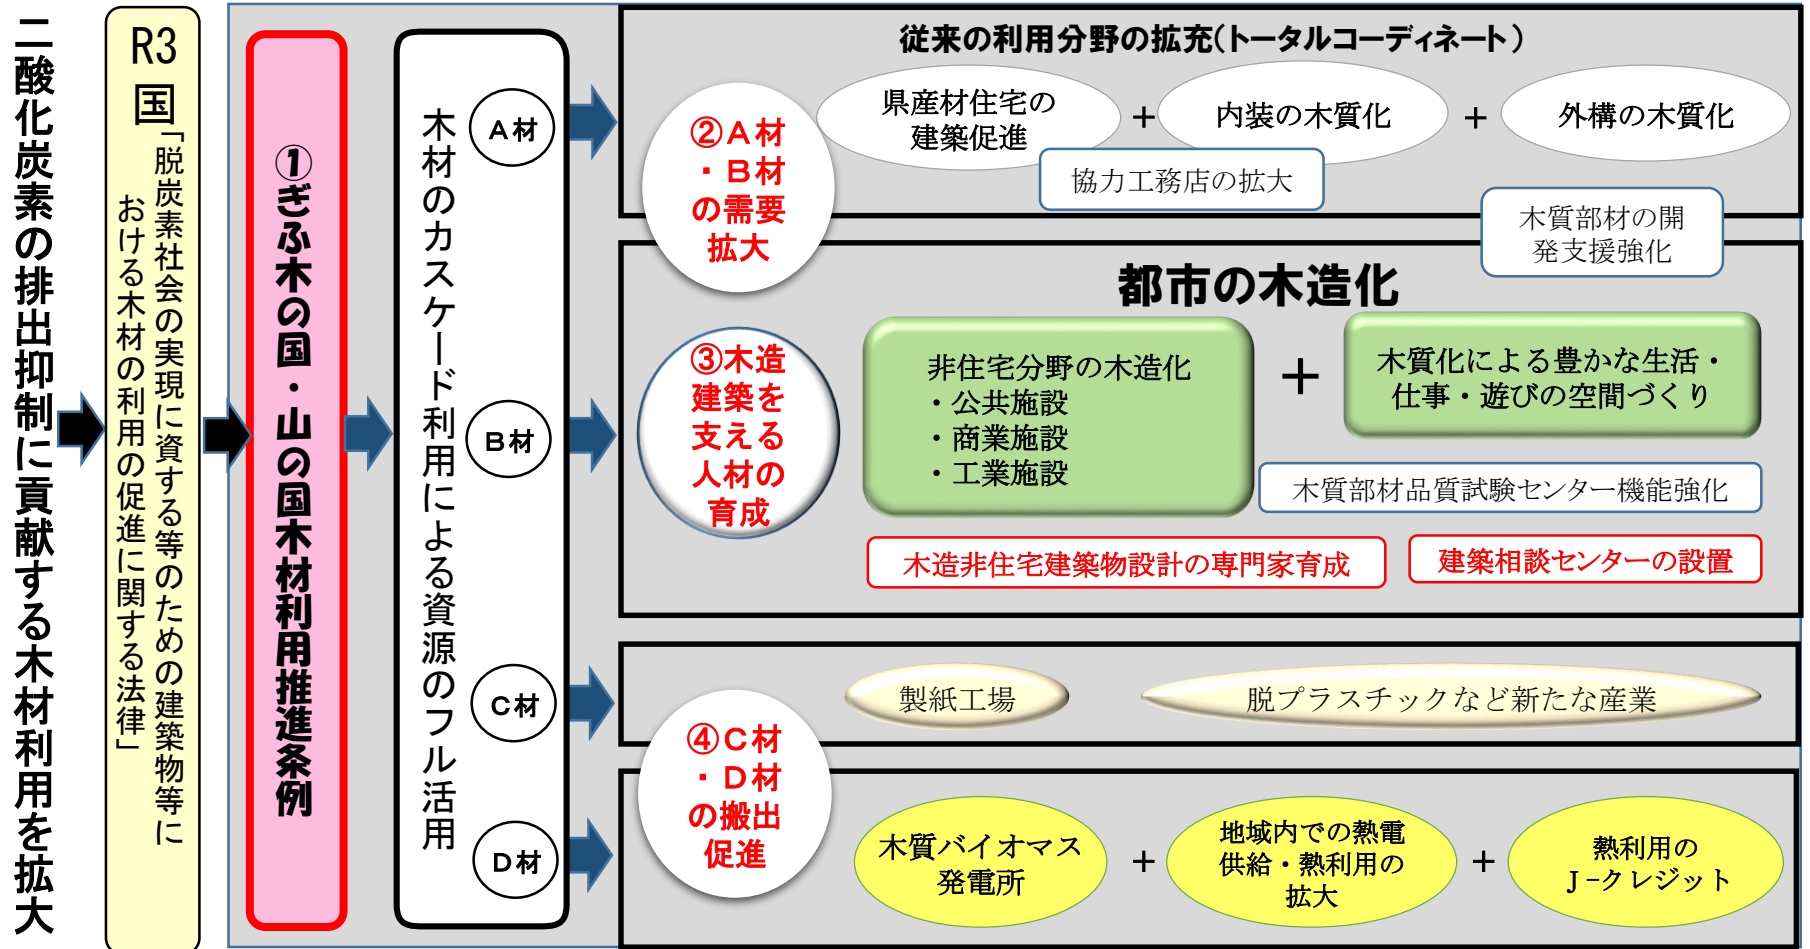 二酸化炭素の排出抑制に貢献する木材利用を拡大
R3
国
「脱炭素社会の実現に資する等のための建築物等に
おける木材の利用の促進に関する法律」
①ぎふ木の国・山の国木材利用推進条例
木材のカスケード利用による資源のフル活用
A材
B材
C材
D材
従来の利用分野の拡充(トータルコーディネート)
②A材
・B材
の需要
拡大
県産材住宅の
建築促進
+
内装の木質化
+
外構の木質化
協力工務店の拡大
木質部材の開
発支援強化
都市の木造化
③木造
建築を
支える
人材の
育成
非住宅分野の木造化
・公共施設
・商業施設
・工業施設
+
木質化による豊かな生活・
仕事・遊びの空間づくり
木質部材品質試験センター機能強化
木造非住宅建築物設計の専門家育成
建築相談センターの設置
製紙工場
脱プラスチックなど新たな産業
④C材
・D材
の搬出
促進
木質バイオマス
発電所
+
地域内での熱電
供給・熱利用の
拡大
+
熱利用の
J-クレジット